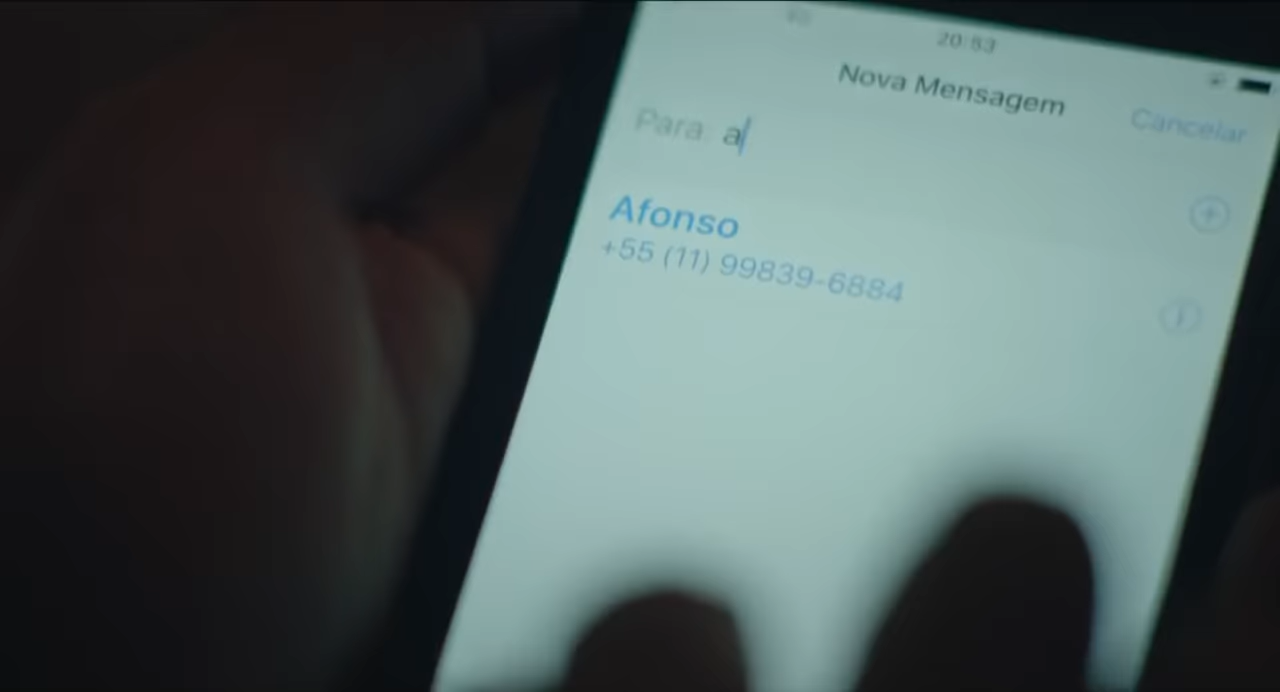 20:53
Nova Mensagem
Cancelar
Para: a
Afonso
+55 (11) 99839-6884